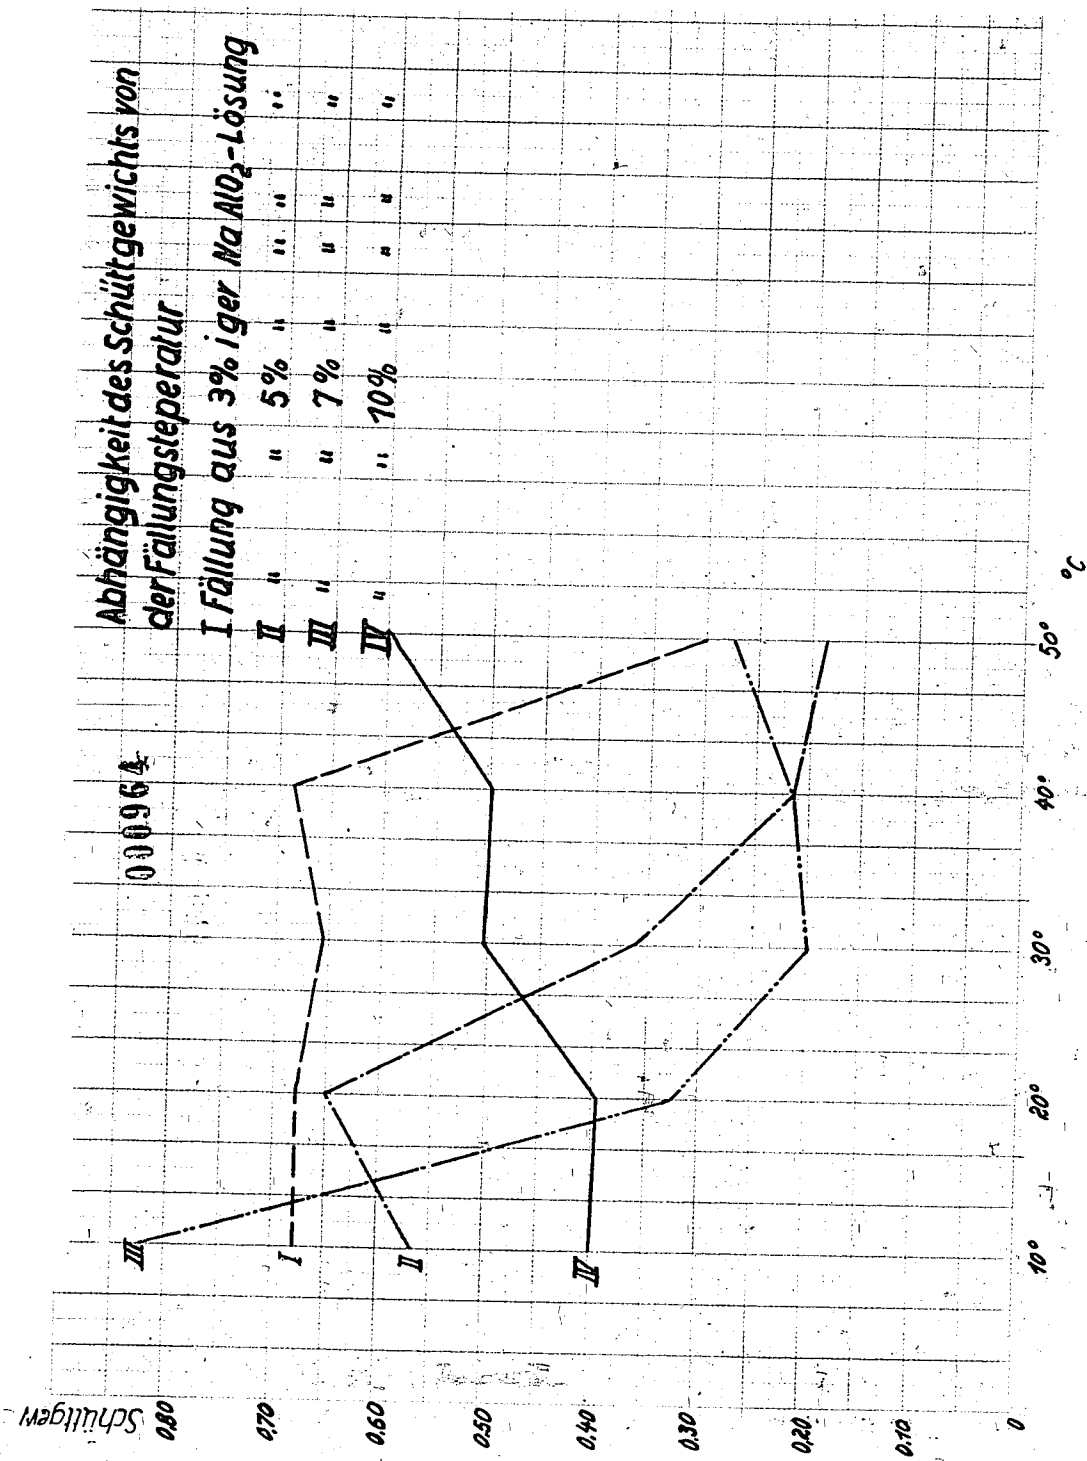 Abhängigkeit des Schüttgewichts von
der Fällungsteperatur
I Fällung aus 3% iger NaAlO₂-Lösung
II " " 5% " " " "
III " " 7% " " " "
IV " " 10% " " " "
000964
Schüttgew
0,80
0,70
0,60
0,50
0,40
0,30
0,20
0,10
0
III
I
II
IV
10°
20°
30°
40°
50°
°C